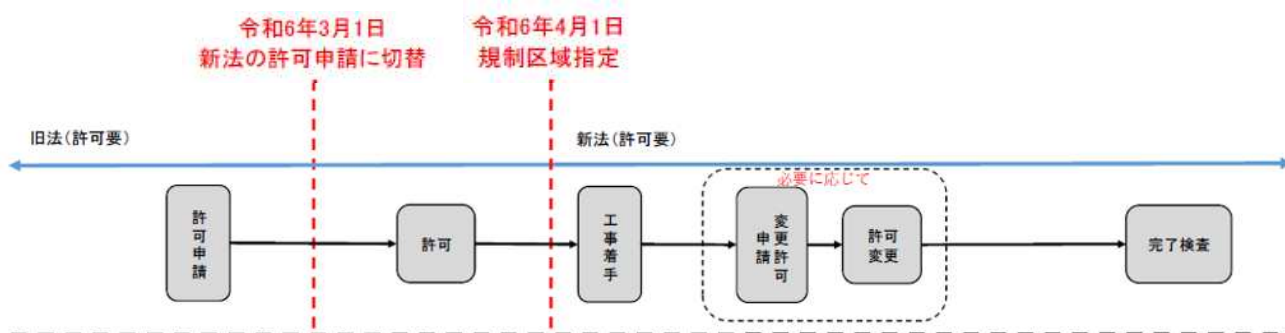 令和6年3月1日
新法の許可申請に切替
令和6年4月1日
規制区域指定
旧法(許可要)
新法(許可要)
必要に応じて
許可申請
許可
工事着手
変更許可
申請
許可
変更
完了検査